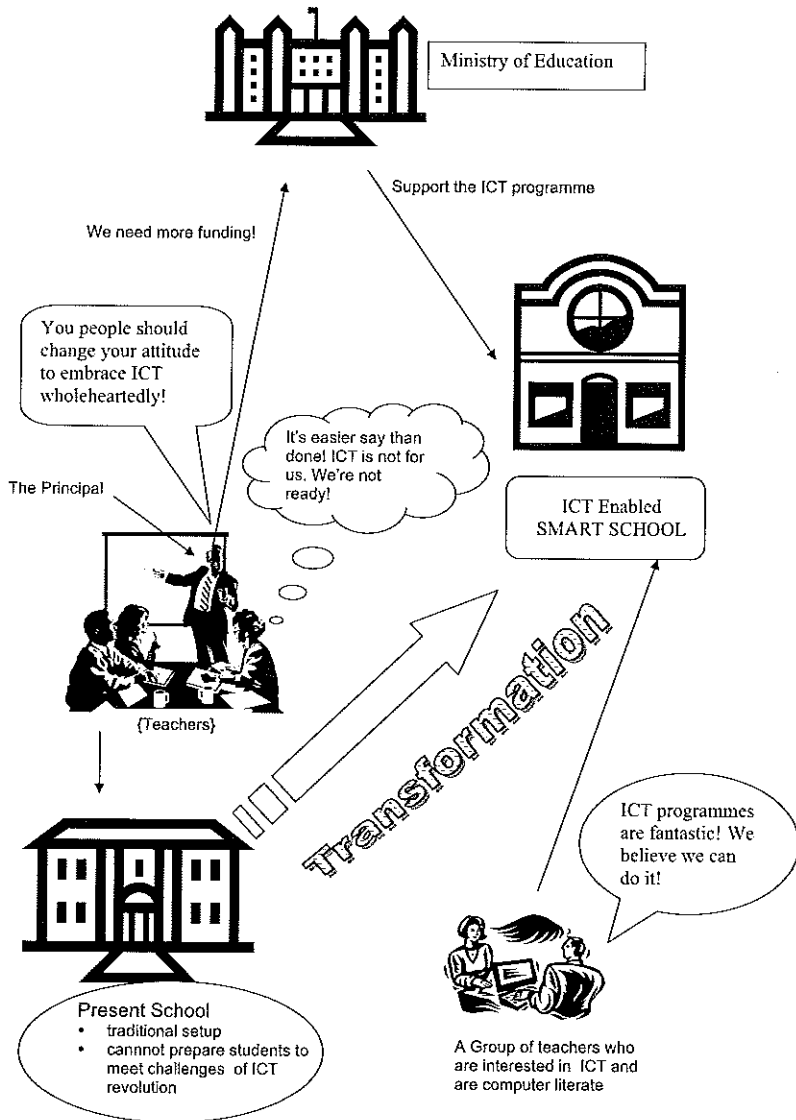 Ministry of Education
Support the ICT programme
We need more funding!
You people should
change your attitude
to embrace ICT
wholeheartedly!
It's easier say than
done! ICT is not for
us. We're not
ready!
The Principal
ICT Enabled
SMART SCHOOL
{Teachers}
Transformation
ICT programmes
are fantastic! We
believe we can
do it!
Present School
• traditional setup
• cannnot prepare students to
meet challenges of ICT
revolution
A Group of teachers who
are interested in ICT and
are computer literate